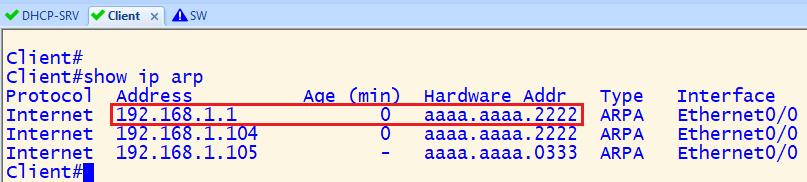 DHCP-SRV Client × SW
Client#
Client#show ip arp
Protocol Address Age (min) Hardware Addr Type Interface
Internet 192.168.1.1 0 aaaa.aaaa.2222 ARPA Ethernet0/0
Internet 192.168.1.104 0 aaaa.aaaa.2222 ARPA Ethernet0/0
Internet 192.168.1.105 - aaaa.aaaa.0333 ARPA Ethernet0/0
Client#